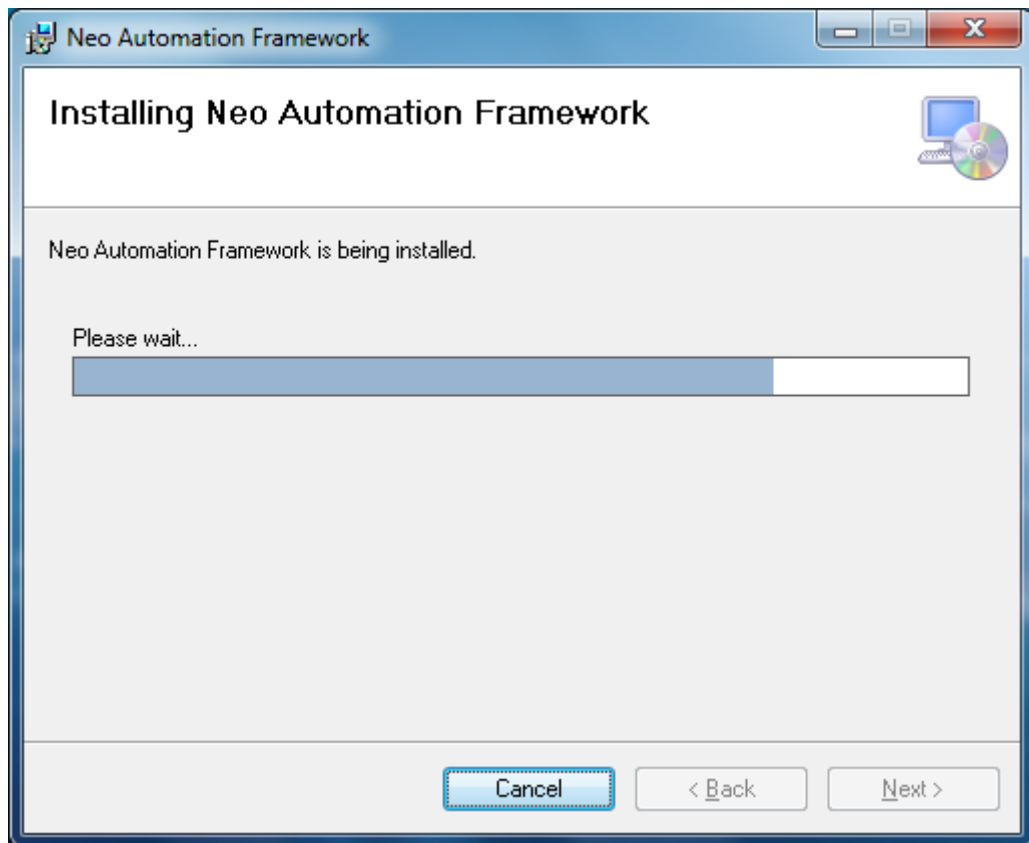 Neo Automation Framework
Installing Neo Automation Framework
Neo Automation Framework is being installed.
Please wait...
Cancel
< Back
Next >